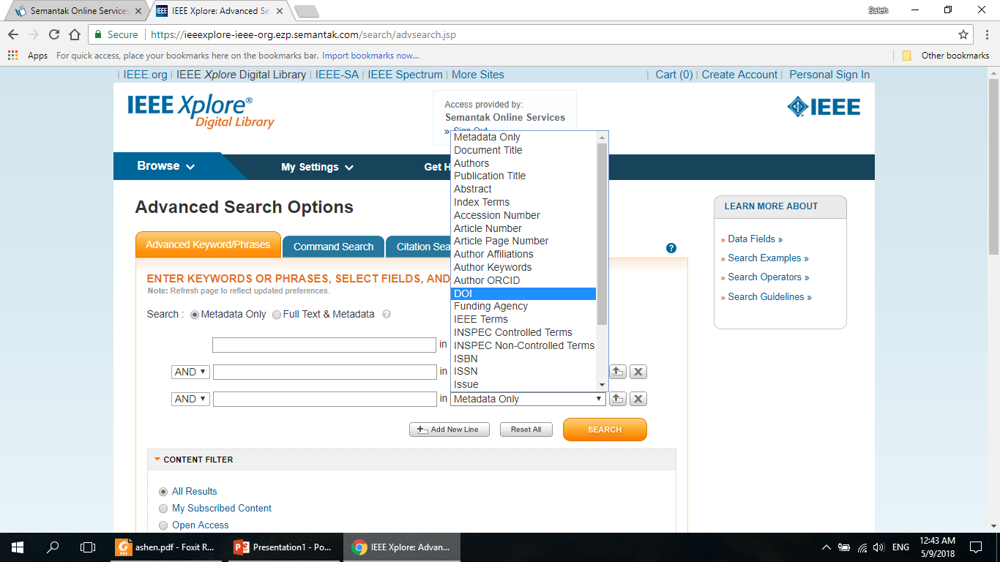 Semantak Online Services
IEEE Xplore: Advanced Se
Saleh
Secure
https://ieeexplore-ieee-org.ezp.semantak.com/search/advsearch.jsp
Apps For quick access, place your bookmarks here on the bookmarks bar. Import bookmarks now... Other bookmarks
| IEEE.org | IEEE Xplore Digital Library | IEEE-SA | IEEE Spectrum | More Sites | Cart (0) | Create Account | Personal Sign In
IEEE Xplore®
Digital Library
Access provided by:
Semantak Online Services
» Sign Out
IEEE
Browse My Settings Get H
Advanced Search Options
Advanced Keyword/Phrases Command Search Citation Sea
?
ENTER KEYWORDS OR PHRASES, SELECT FIELDS, AND
Note: Refresh page to reflect updated preferences.
Search : Metadata Only Full Text & Metadata ?
in
AND in
AND in Metadata Only
Metadata Only
Document Title
Authors
Publication Title
Abstract
Index Terms
Accession Number
Article Number
Article Page Number
Author Affiliations
Author Keywords
Author ORCID
DOI
Funding Agency
IEEE Terms
INSPEC Controlled Terms
INSPEC Non-Controlled Terms
ISBN
ISSN
Issue
Add New Line Reset All SEARCH
CONTENT FILTER
All Results
My Subscribed Content
Open Access
LEARN MORE ABOUT
» Data Fields »
» Search Examples »
» Search Operators »
» Search Guidelines »
PDF
ashen.pdf - Foxit R...
Presentation1 - Po...
IEEE Xplore: Advan...
ENG
12:43 AM
5/9/2018